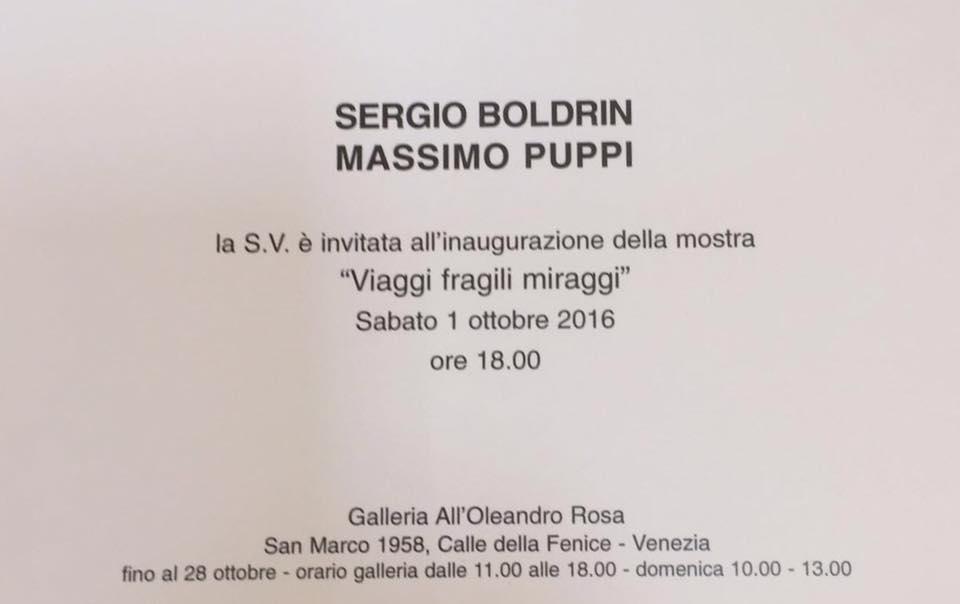 SERGIO BOLDRIN
MASSIMO PUPPI
la S.V. è invitata all'inaugurazione della mostra
“Viaggi fragili miraggi”
Sabato 1 ottobre 2016
ore 18.00
Galleria All'Oleandro Rosa
San Marco 1958, Calle della Fenice - Venezia
fino al 28 ottobre - orario galleria dalle 11.00 alle 18.00 - domenica 10.00 - 13.00